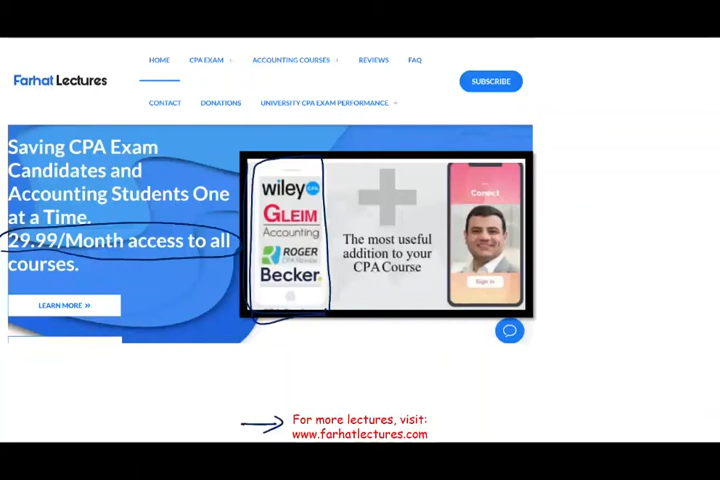 HOME CPA EXAM ACCOUNTING COURSES REVIEWS FAQ
Farhat Lectures
SUBSCRIBE
CONTACT DONATIONS UNIVERSITY CPA EXAM PERFORMANCE
Saving CPA Exam
Candidates and
Accounting Students One
at a Time.
29.99/Month access to all
courses.
LEARN MORE »
wiley CPA
GLEIM
Accounting
ROGER
CPA Review
Becker.
The most useful
addition to your
CPA Course
Connect
Sign in
For more lectures, visit:
www.farhatlectures.com